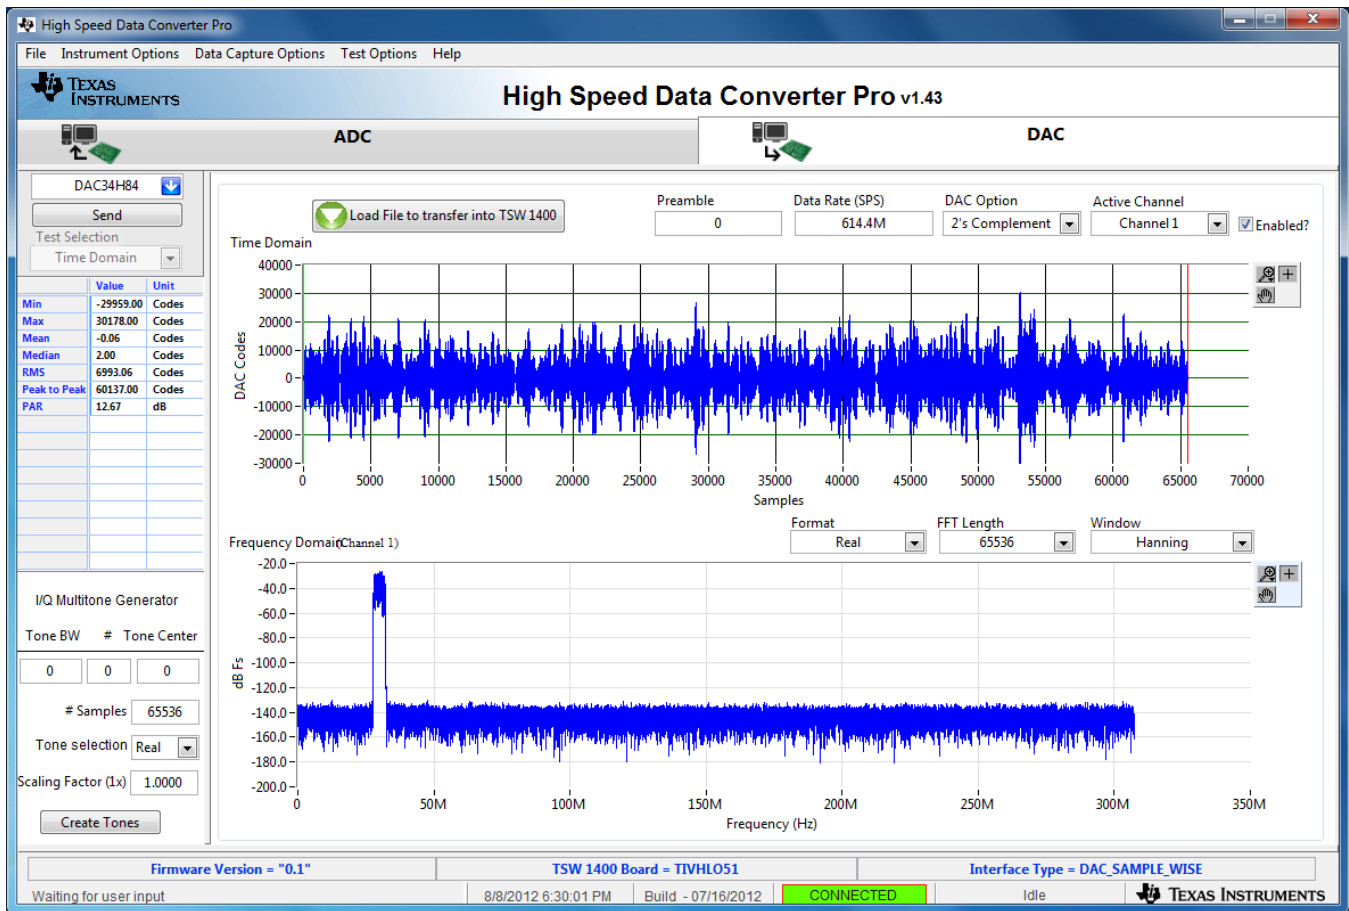 High Speed Data Converter Pro
File Instrument Options Data Capture Options Test Options Help
TEXAS
INSTRUMENTS
High Speed Data Converter Pro v1.43
ADC
DAC
DAC34H84
Send
Test Selection
Time Domain
Value Unit
Min -29959.00 Codes
Max 30178.00 Codes
Mean -0.06 Codes
Median 2.00 Codes
RMS 6993.06 Codes
Peak to Peak 60137.00 Codes
PAR 12.67 dB
I/Q Multitone Generator
Tone BW # Tone Center
0 0 0
# Samples 65536
Tone selection Real
Scaling Factor (1x) 1.0000
Create Tones
Load File to transfer into TSW 1400
Preamble
0
Data Rate (SPS)
614.4M
DAC Option
2's Complement
Active Channel
Channel 1
Enabled?
Time Domain
40000
30000
20000
10000
0
-10000
-20000
-30000
DAC Codes
0 5000 10000 15000 20000 25000 30000 35000 40000 45000 50000 55000 60000 65000 70000
Samples
Format
Real
FFT Length
65536
Window
Hanning
Frequency Domain(Channel 1)
-20.0
-40.0
-60.0
-80.0
-100.0
-120.0
-140.0
-160.0
-180.0
-200.0
dB Fs
0 50M 100M 150M 200M 250M 300M 350M
Frequency (Hz)
Firmware Version = "0.1"
TSW 1400 Board = TIVHLO51
Interface Type = DAC_SAMPLE_WISE
Waiting for user input
8/8/2012 6:30:01 PM
Build - 07/16/2012
CONNECTED
Idle
TEXAS INSTRUMENTS